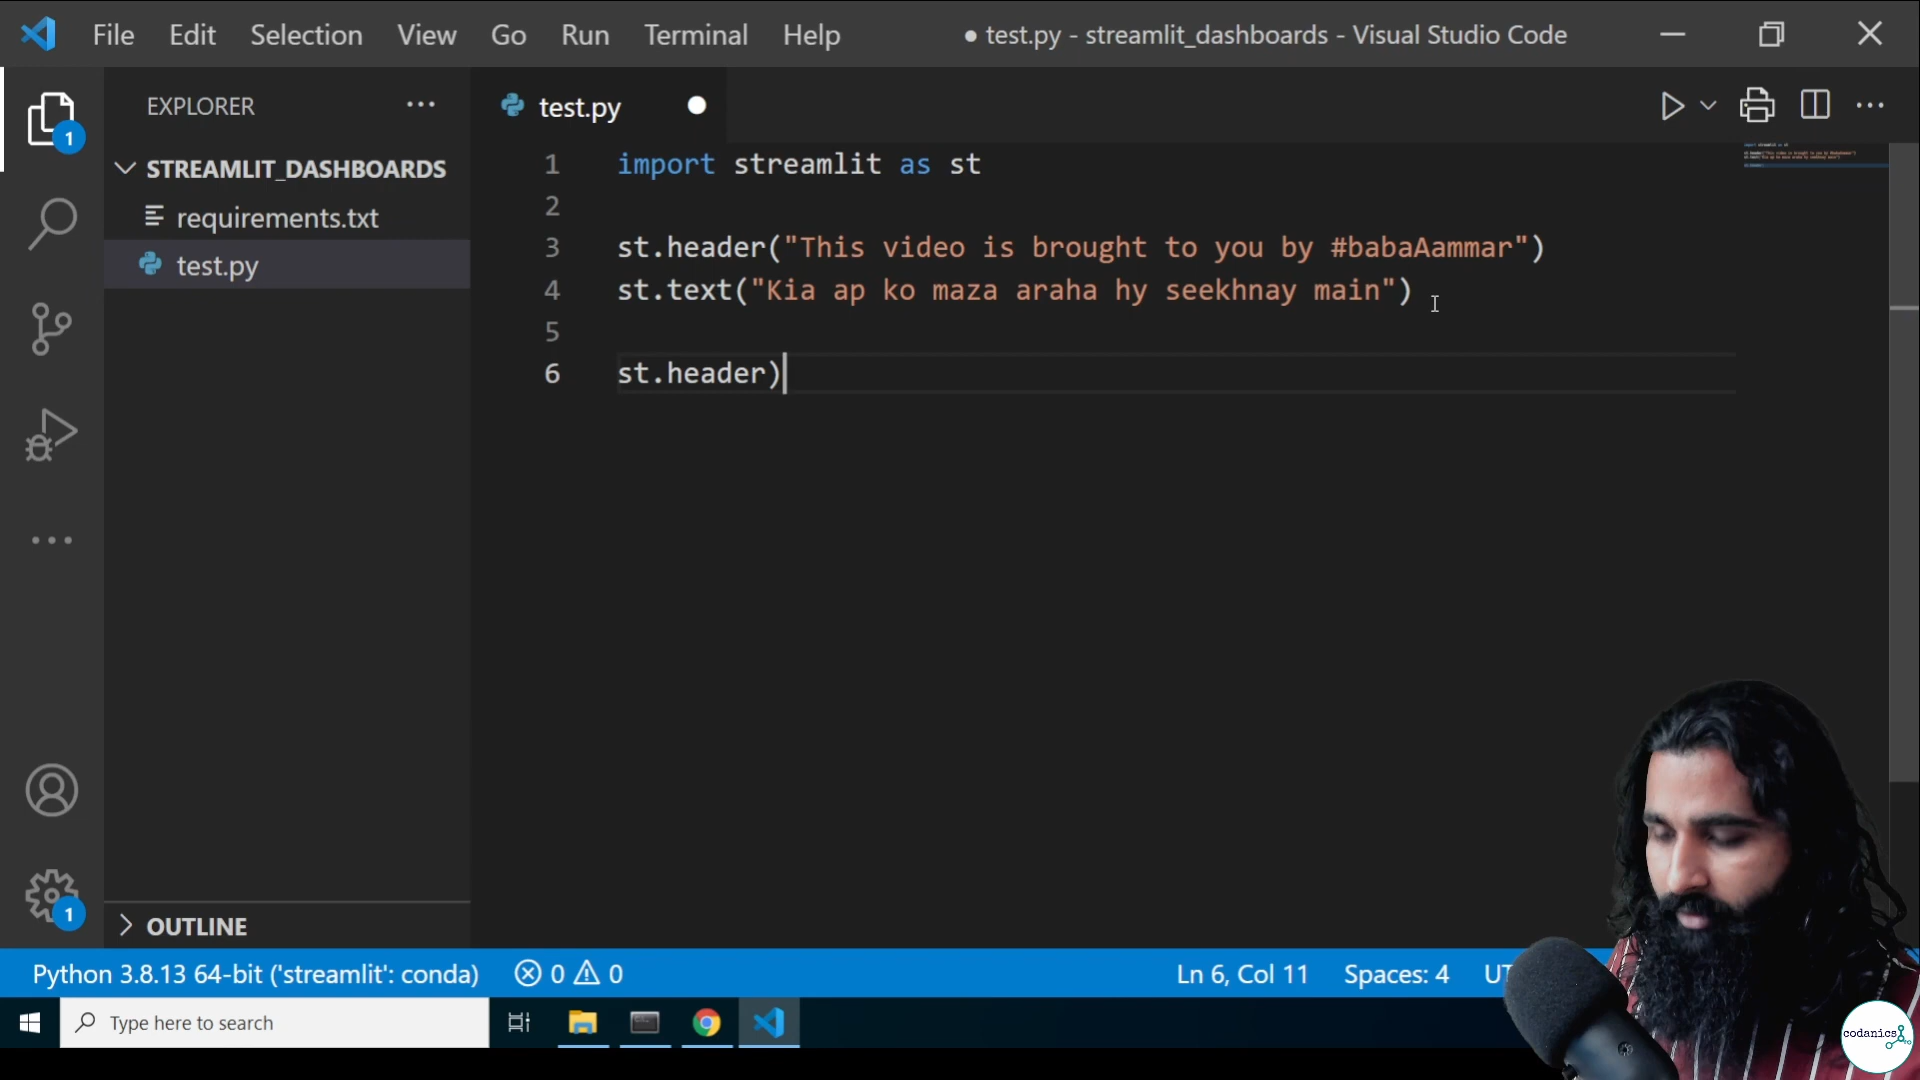 File Edit Selection View Go Run Terminal Help
● test.py - streamlit_dashboards - Visual Studio Code
EXPLORER
test.py
1
STREAMLIT_DASHBOARDS
requirements.txt
test.py
1 import streamlit as st
2
3 st.header("This video is brought to you by #babaAammar")
4 st.text("Kia ap ko maza araha hy seekhnay main")
5
6 st.header)
1
OUTLINE
Python 3.8.13 64-bit ('streamlit': conda) 0 0 Ln 6, Col 11 Spaces: 4 UT
Type here to search
codanics